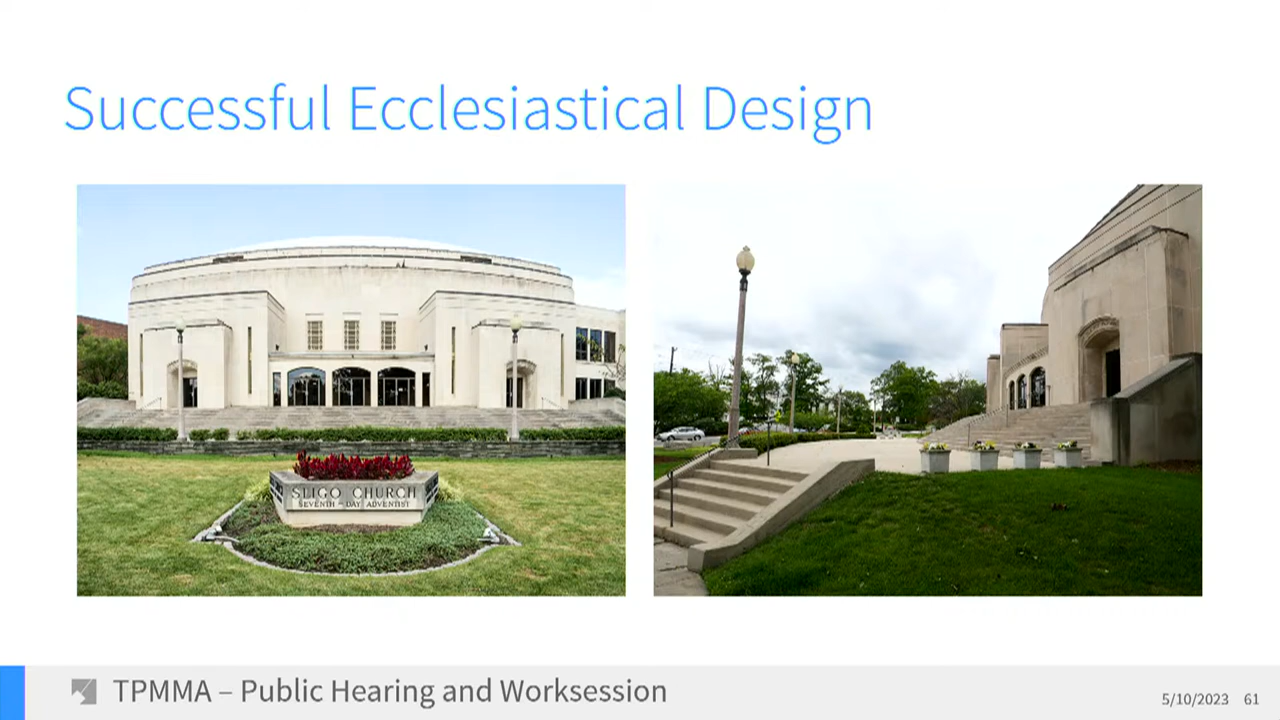 Successful Ecclesiastical Design
SLIGO CHURCH
SEVENTH-DAY ADVENTIST
TPMMA – Public Hearing and Worksession
5/10/2023 61